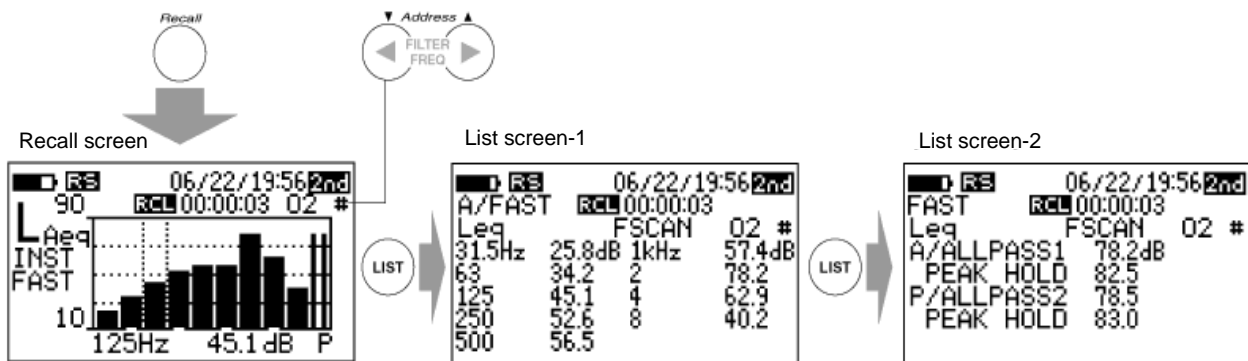 Recall
▼ Address ▲
◀ FILTER FREQ ▶
Recall screen
RS 06/22/19:56 2nd
90 RCL 00:00:03 02 #
LAeq
INST
FAST
10
125Hz 45.1 dB P
LIST
List screen-1
RS 06/22/19:56 2nd
A/FAST RCL 00:00:03
Leq FSCAN 02 #
31.5Hz 25.8dB 1kHz 57.4dB
63 34.2 2 78.2
125 45.1 4 62.9
250 52.6 8 40.2
500 56.5
LIST
List screen-2
RS 06/22/19:56 2nd
FAST RCL 00:00:03
Leq FSCAN 02 #
A/ALLPASS1 78.2dB
PEAK HOLD 82.5
P/ALLPASS2 78.5
PEAK HOLD 83.0